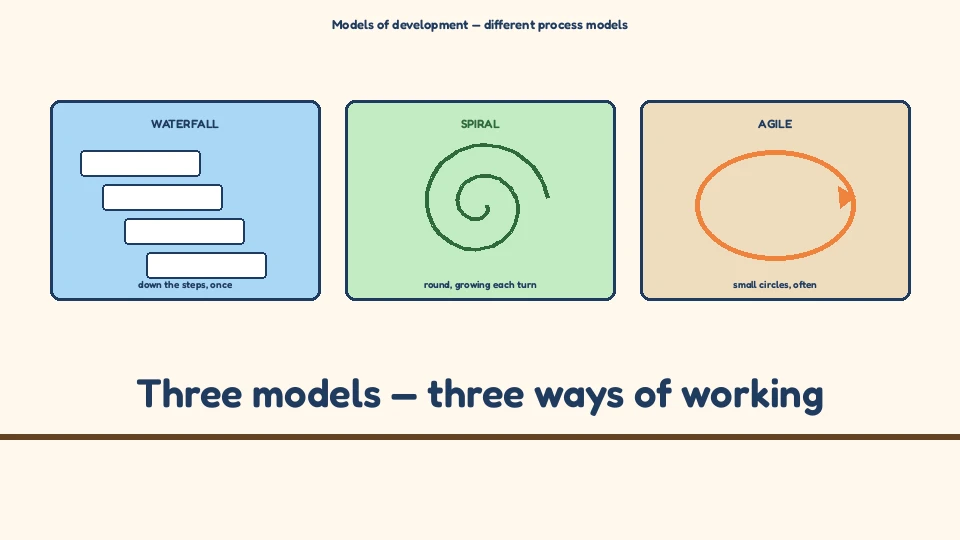 Models of development — different process models
WATERFALL
down the steps, once
SPIRAL
round, growing each turn
AGILE
small circles, often
Three models — three ways of working